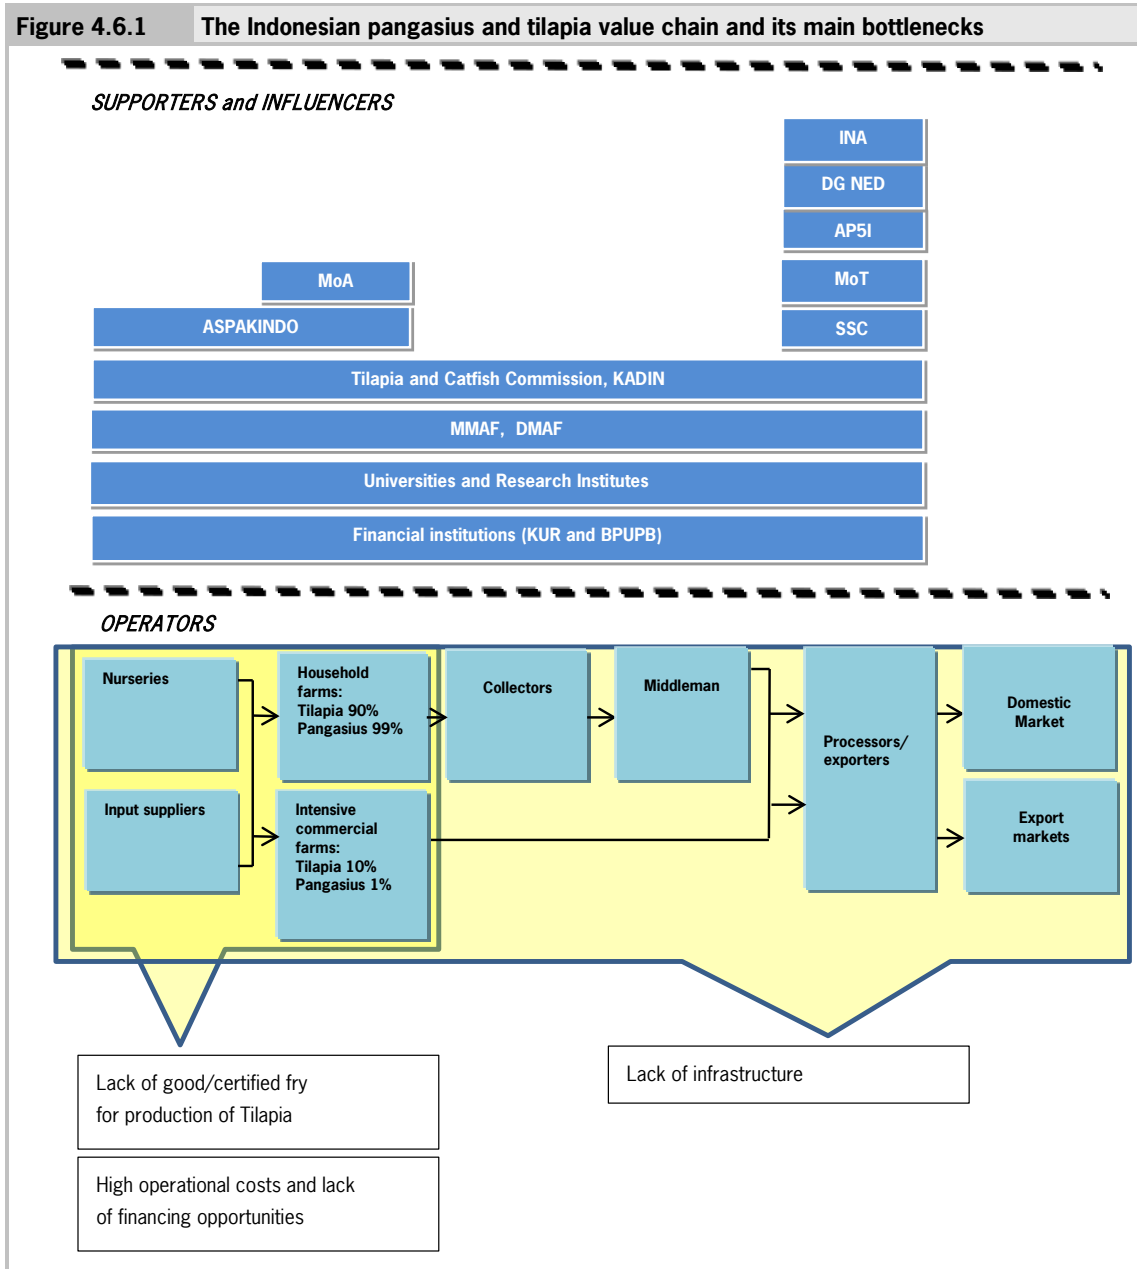 Figure 4.6.1 The Indonesian pangasius and tilapia value chain and its main bottlenecks
SUPPORTERS and INFLUENCERS
INA
DG NED
AP5I
MoA
MoT
ASPAKINDO
SSC
Tilapia and Catfish Commission, KADIN
MMAF, DMAF
Universities and Research Institutes
Financial institutions (KUR and BPUPB)
OPERATORS
Nurseries
Household
farms:
Tilapia 90%
Pangasius 99%
Collectors
Middleman
Processors/
exporters
Domestic
Market
Input suppliers
Intensive
commercial
farms:
Tilapia 10%
Pangasius 1%
Export
markets
Lack of good/certified fry
for production of Tilapia
High operational costs and lack
of financing opportunities
Lack of infrastructure